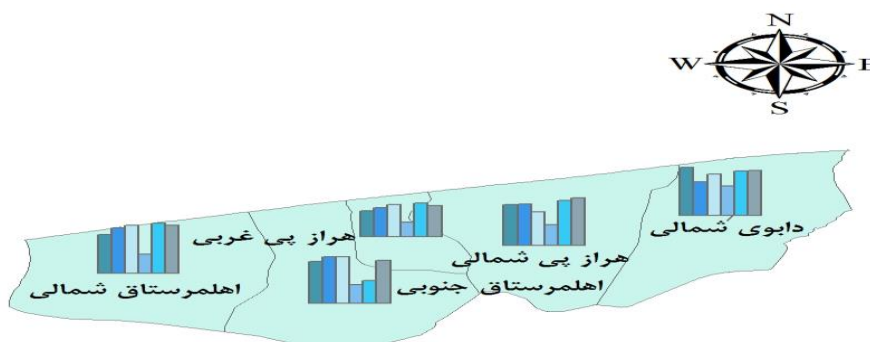 N
W E
S
دابوی شمالی
هراز پی غربی
هراز پی شمالی
اهلمرستاق شمالی
اهلمرستاق جنوبی